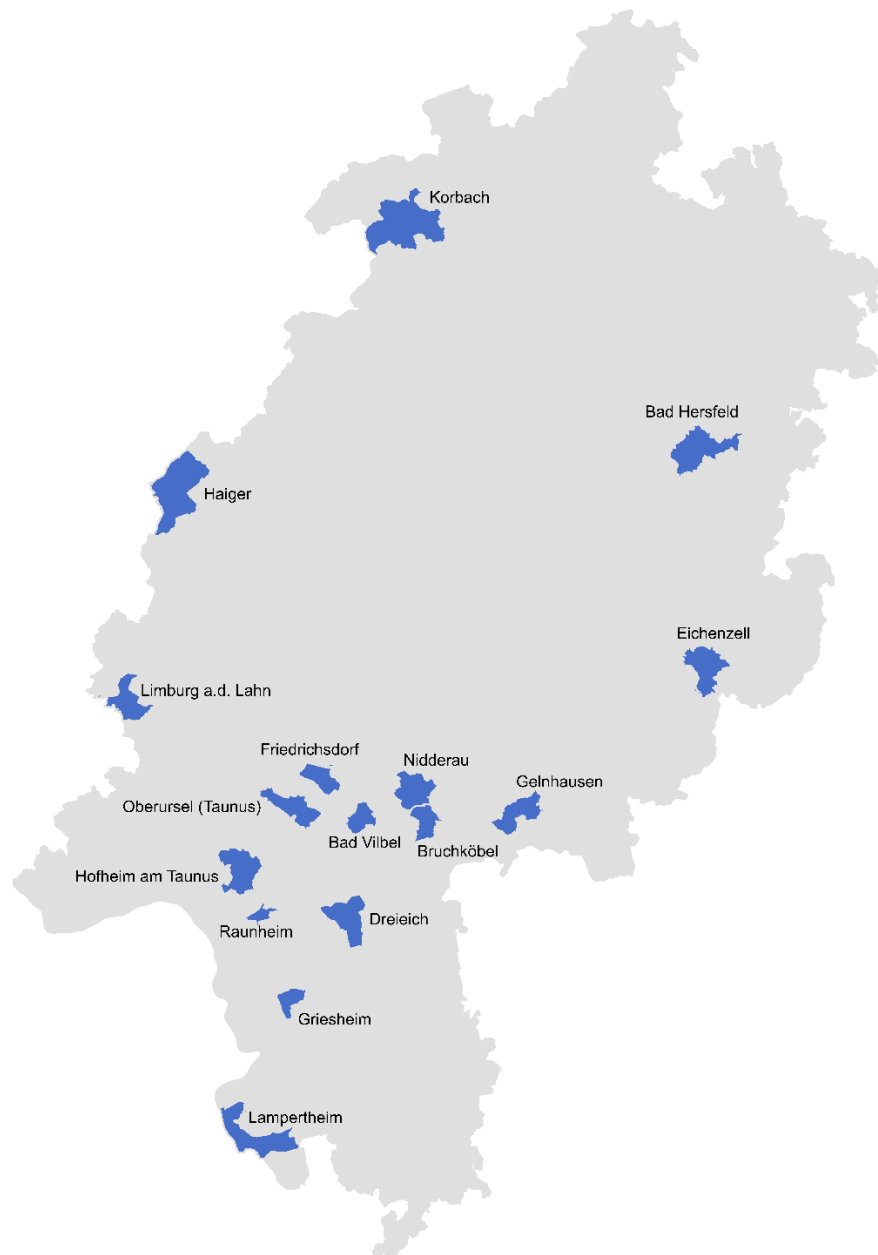 Korbach
Bad Hersfeld
Haiger
Eichenzell
Limburg a.d. Lahn
Friedrichsdorf
Nidderau
Gelnhausen
Oberursel (Taunus)
Bad Vilbel
Bruchköbel
Hofheim am Taunus
Dreieich
Raunheim
Griesheim
Lampertheim